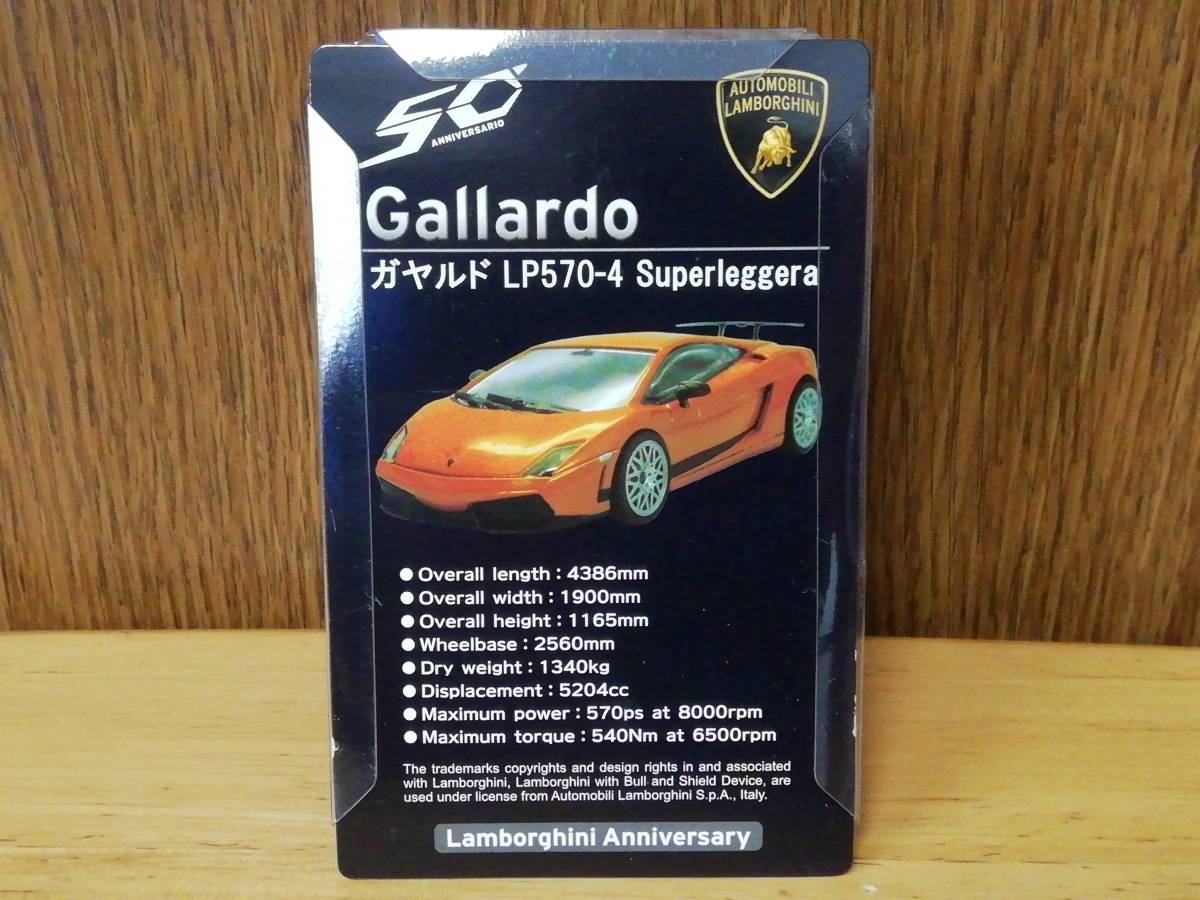 50
ANNIVERSARIO
AUTOMOBILI
LAMBORGHINI
Gallardo
ガヤルド LP570-4 Superleggera
●Overall length：4386mm
●Overall width：1900mm
●Overall height：1165mm
●Wheelbase：2560mm
●Dry weight：1340kg
●Displacement：5204cc
●Maximum power：570ps at 8000rpm
●Maximum torque：540Nm at 6500rpm
The trademarks copyrights and design rights in and associated
with Lamborghini, Lamborghini with Bull and Shield Device, are
used under license from Automobili Lamborghini S.p.A., Italy.
Lamborghini Anniversary